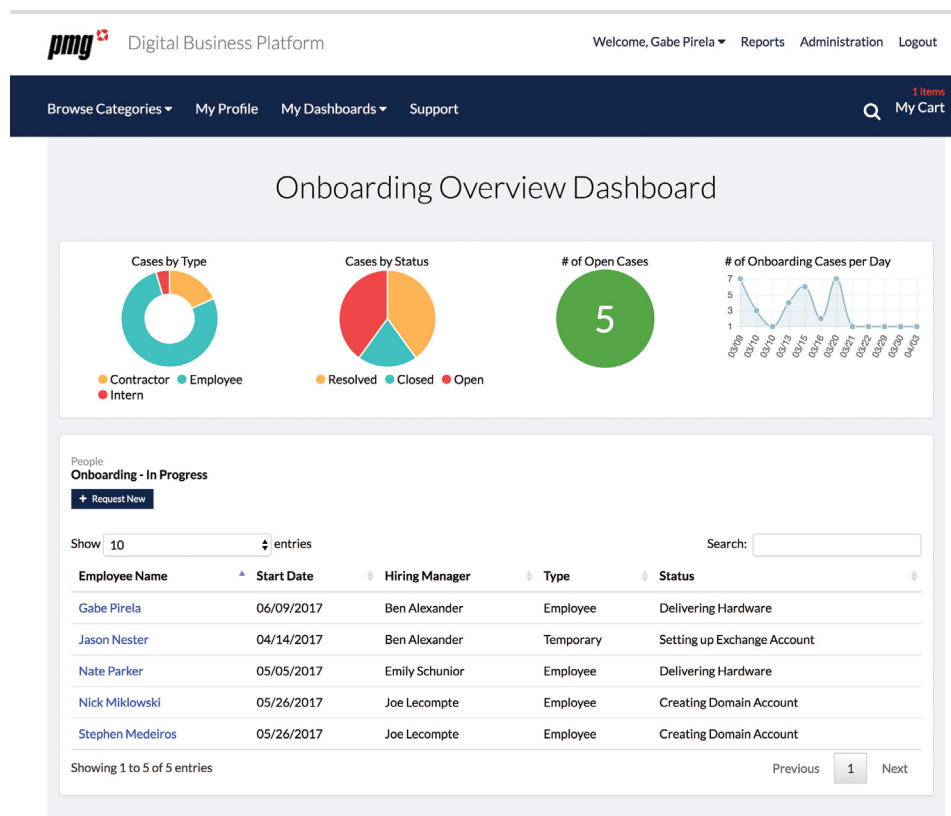 pmg Digital Business Platform Welcome, Gabe Pirela Reports Administration Logout
Browse Categories My Profile My Dashboards Support
1 items
My Cart
Onboarding Overview Dashboard
Cases by Type
Contractor Employee
Intern
Cases by Status
Resolved Closed Open
# of Open Cases
5
# of Onboarding Cases per Day
7
5
3
1
03/09 03/10 03/10 03/13 03/15 03/16 03/20 03/21 03/22 03/29 03/30 04/03
People
Onboarding - In Progress
+ Request New
Show 10 entries Search:
Employee Name Start Date Hiring Manager Type Status
Gabe Pirela 06/09/2017 Ben Alexander Employee Delivering Hardware
Jason Nester 04/14/2017 Ben Alexander Temporary Setting up Exchange Account
Nate Parker 05/05/2017 Emily Schunior Employee Delivering Hardware
Nick Miklowski 05/26/2017 Joe Lecompte Employee Creating Domain Account
Stephen Medeiros 05/26/2017 Joe Lecompte Employee Creating Domain Account
Showing 1 to 5 of 5 entries Previous 1 Next